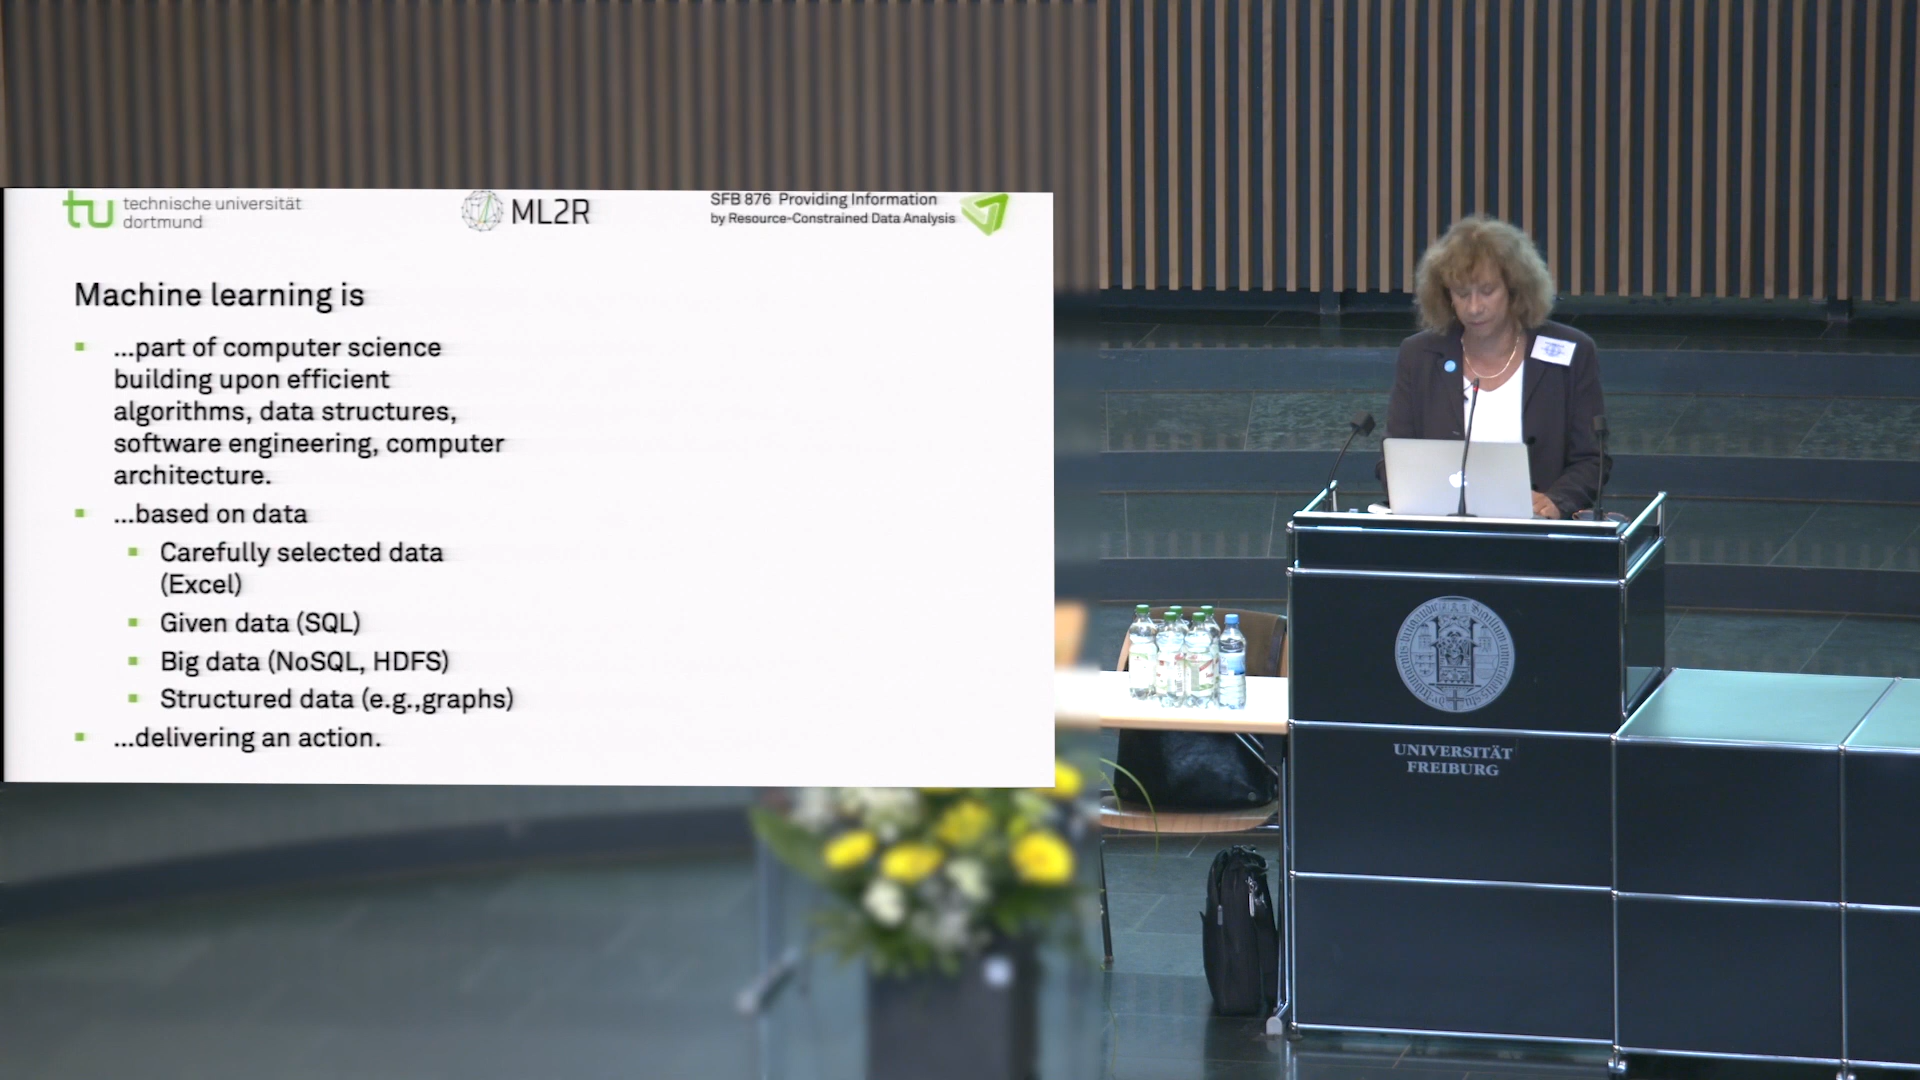 tu technische universität
dortmund
ML2R
SFB 876 Providing Information
by Resource-Constrained Data Analysis
Machine learning is
...part of computer science
building upon efficient
algorithms, data structures,
software engineering, computer
architecture.
...based on data
Carefully selected data
(Excel)
Given data (SQL)
Big data (NoSQL, HDFS)
Structured data (e.g.,graphs)
...delivering an action.
UNIVERSITÄT
FREIBURG